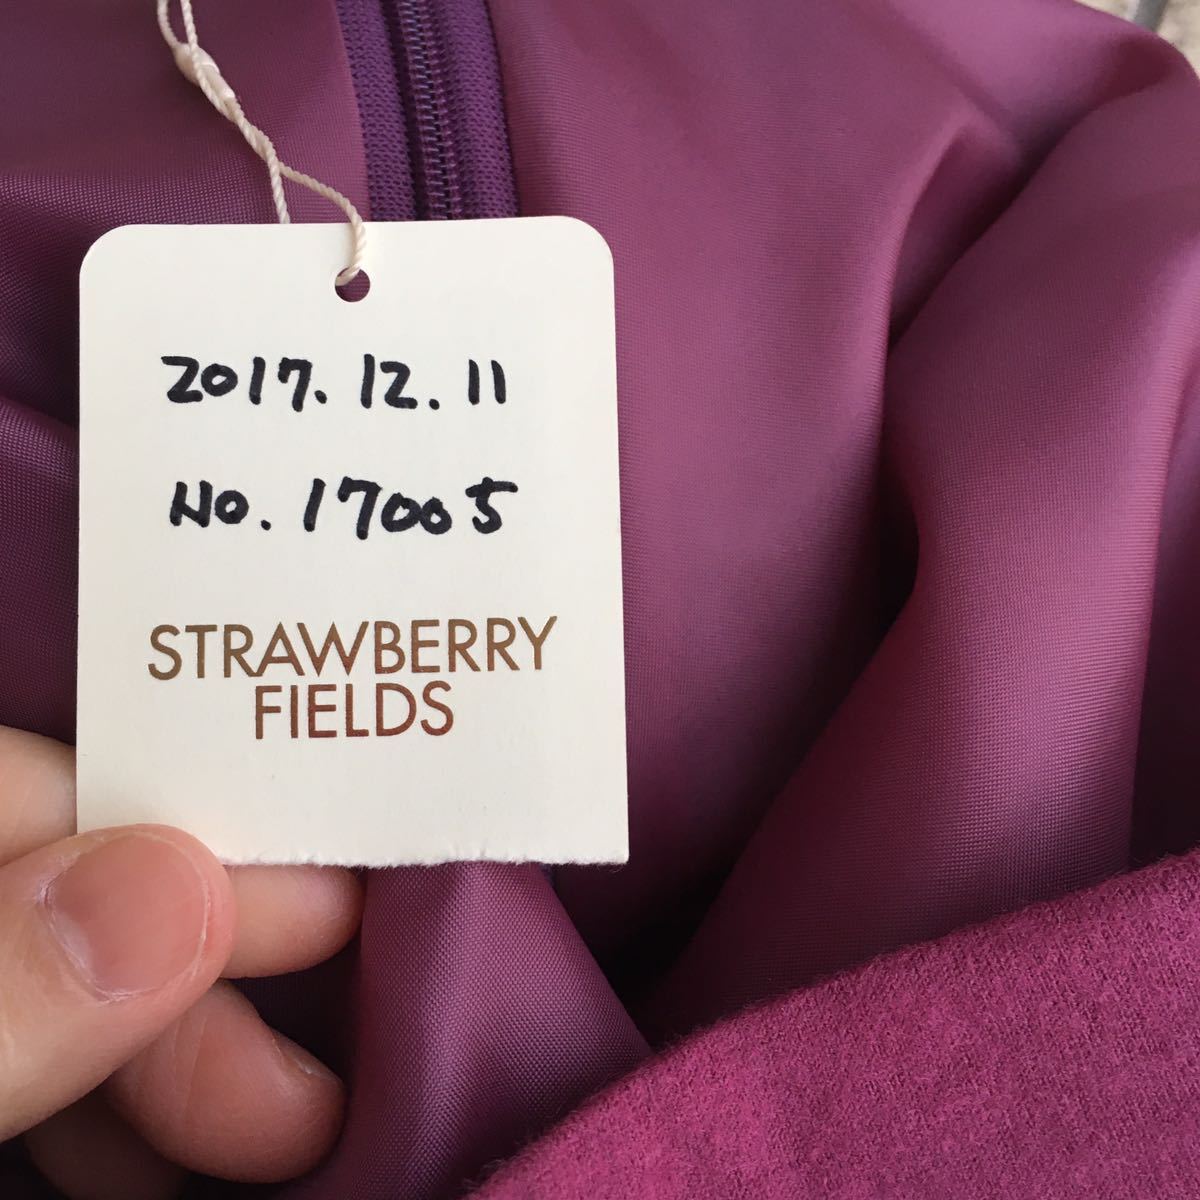 2017.12.11
No.17005
STRAWBERRY
FIELDS